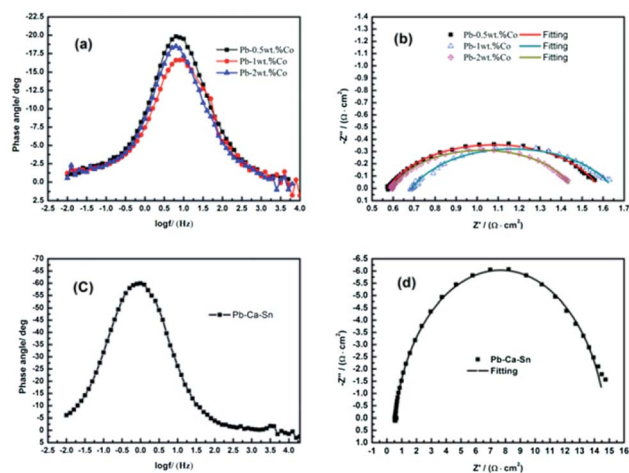 (a)
Pb-0.5wt.%Co
Pb-1wt.%Co
Pb-2wt.%Co
Phase angle/ deg
-25.0
-22.5
-20.0
-17.5
-15.0
-12.5
-10.0
-7.5
-5.0
-2.5
0.0
2.5
-2.5 -2.0 -1.5 -1.0 -0.5 0.0 0.5 1.0 1.5 2.0 2.5 3.0 3.5 4.0
logf/ (Hz)
(b)
Pb-0.5wt.%Co Fitting
Pb-1wt.%Co Fitting
Pb-2wt.%Co Fitting
-Z'' / (Ω · cm²)
-1.4
-1.3
-1.2
-1.1
-1.0
-0.9
-0.8
-0.7
-0.6
-0.5
-0.4
-0.3
-0.2
-0.1
0.0
0.1
0.2
0.5 0.6 0.7 0.8 0.9 1.0 1.1 1.2 1.3 1.4 1.5 1.6 1.7
Z' / (Ω · cm²)
(C)
Pb-Ca-Sn
Phase angle/ deg
-70
-65
-60
-55
-50
-45
-40
-35
-30
-25
-20
-15
-10
-5
0
5
-2.5 -2.0 -1.5 -1.0 -0.5 0.0 0.5 1.0 1.5 2.0 2.5 3.0 3.5 4.0
logf/ (Hz)
(d)
Pb-Ca-Sn
Fitting
-Z'' / (Ω · cm²)
-6.5
-6.0
-5.5
-5.0
-4.5
-4.0
-3.5
-3.0
-2.5
-2.0
-1.5
-1.0
-0.5
0.0
0.5
1.0
-1 0 1 2 3 4 5 6 7 8 9 10 11 12 13 14 15 16
Z' / (Ω · cm²)